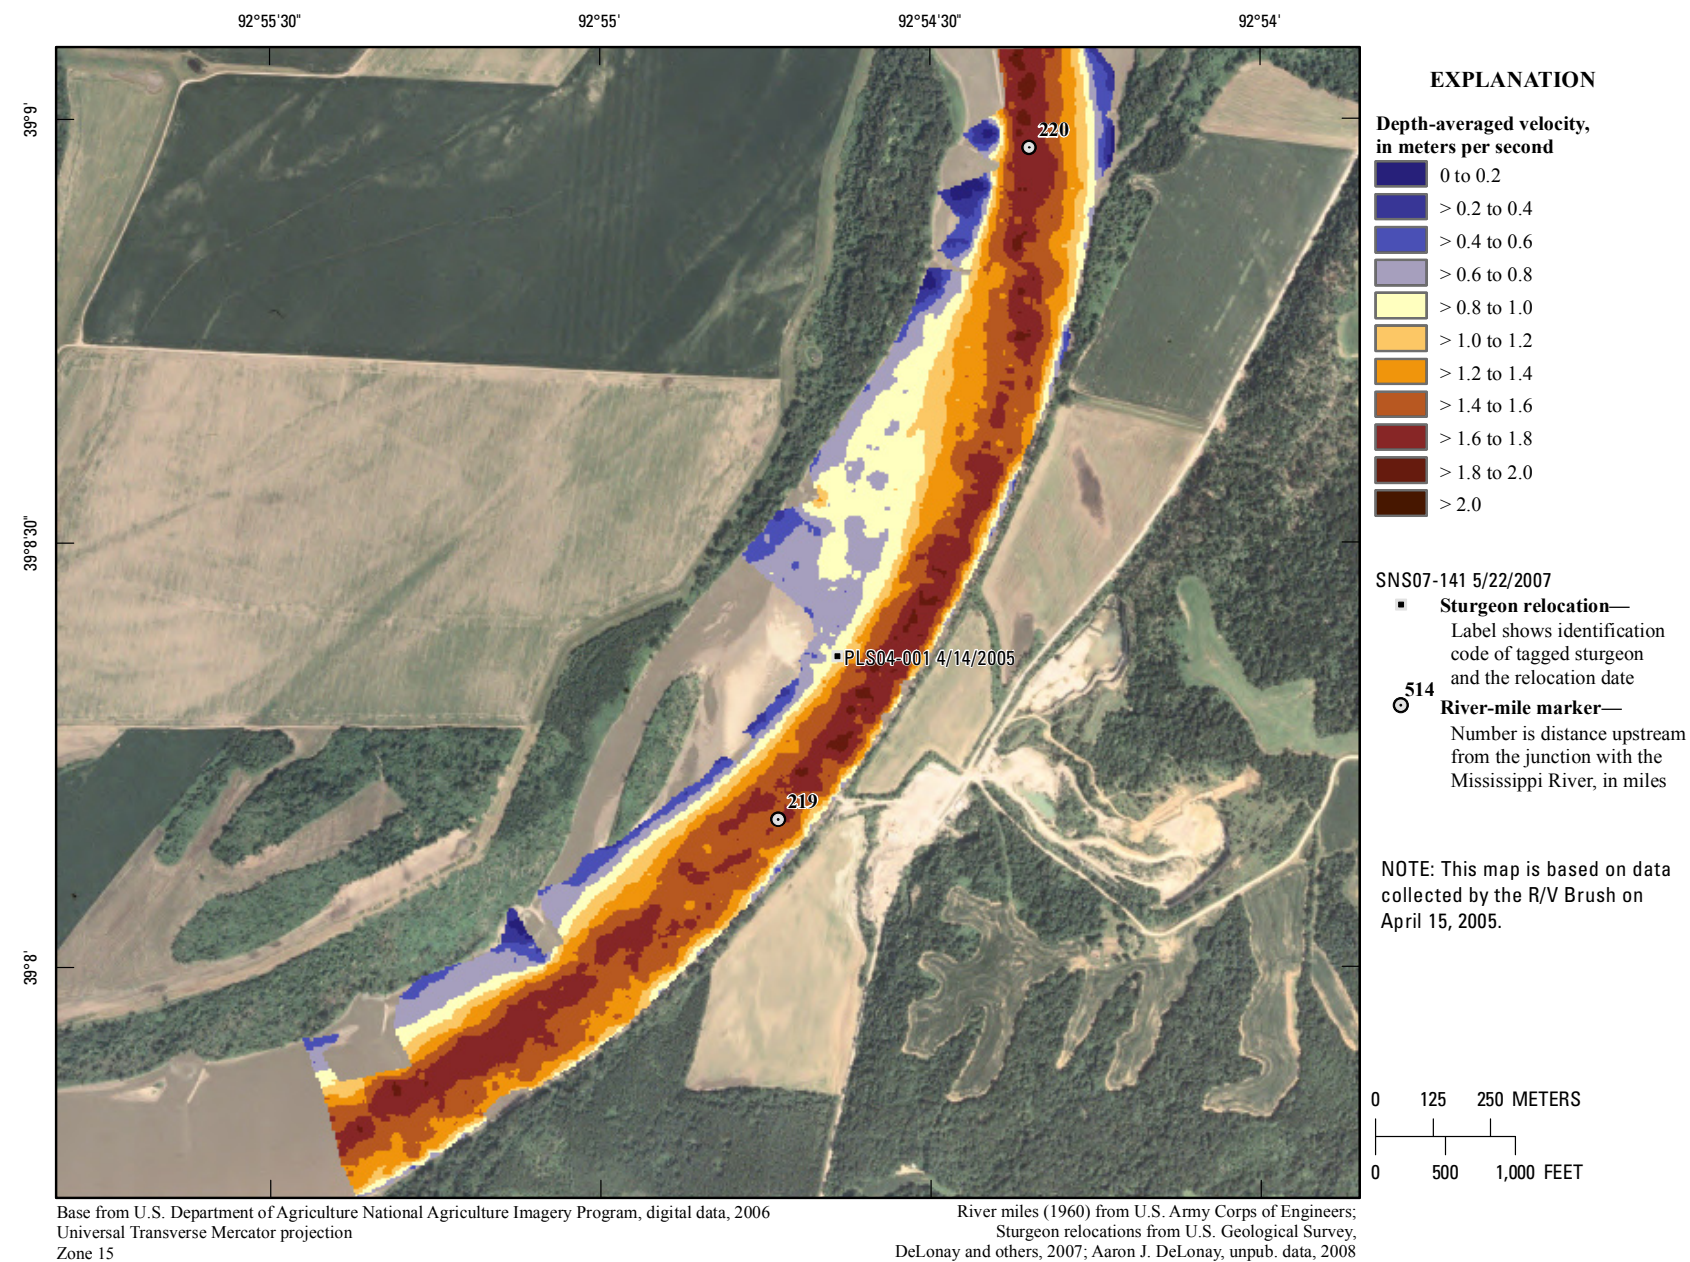 92°55'30"
92°55'
92°54'30"
92°54'
39°9'
39°8'30"
39°8'
220
PLS04-001 4/14/2005
219
EXPLANATION
Depth-averaged velocity,
in meters per second
0 to 0.2
> 0.2 to 0.4
> 0.4 to 0.6
> 0.6 to 0.8
> 0.8 to 1.0
> 1.0 to 1.2
> 1.2 to 1.4
> 1.4 to 1.6
> 1.6 to 1.8
> 1.8 to 2.0
> 2.0
SNS07-141 5/22/2007
Sturgeon relocation—
Label shows identification
code of tagged sturgeon
and the relocation date
514
River-mile marker—
Number is distance upstream
from the junction with the
Mississippi River, in miles
NOTE: This map is based on data
collected by the R/V Brush on
April 15, 2005.
0 125 250 METERS
0 500 1,000 FEET
Base from U.S. Department of Agriculture National Agriculture Imagery Program, digital data, 2006
Universal Transverse Mercator projection
Zone 15
River miles (1960) from U.S. Army Corps of Engineers;
Sturgeon relocations from U.S. Geological Survey,
DeLonay and others, 2007; Aaron J. DeLonay, unpub. data, 2008